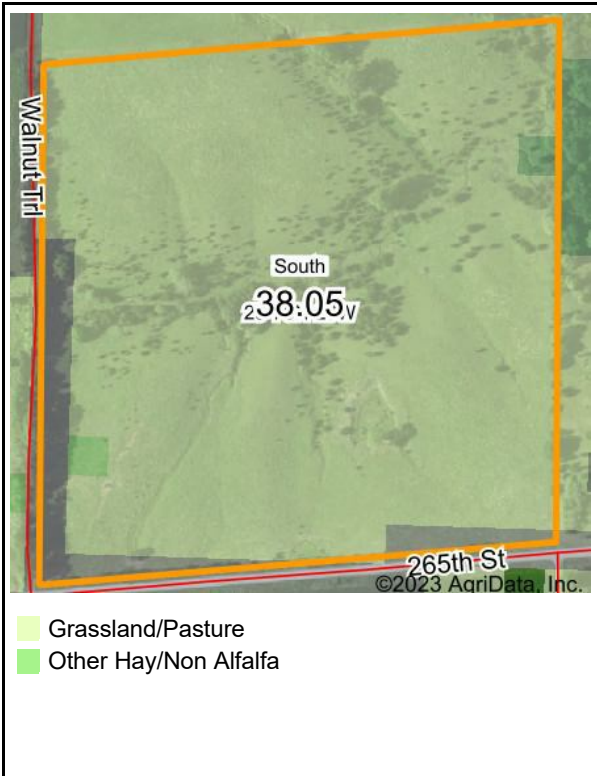 Walnut Trl
South
38.05
265th St
©2023 AgriData, Inc.
Grassland/Pasture
Other Hay/Non Alfalfa